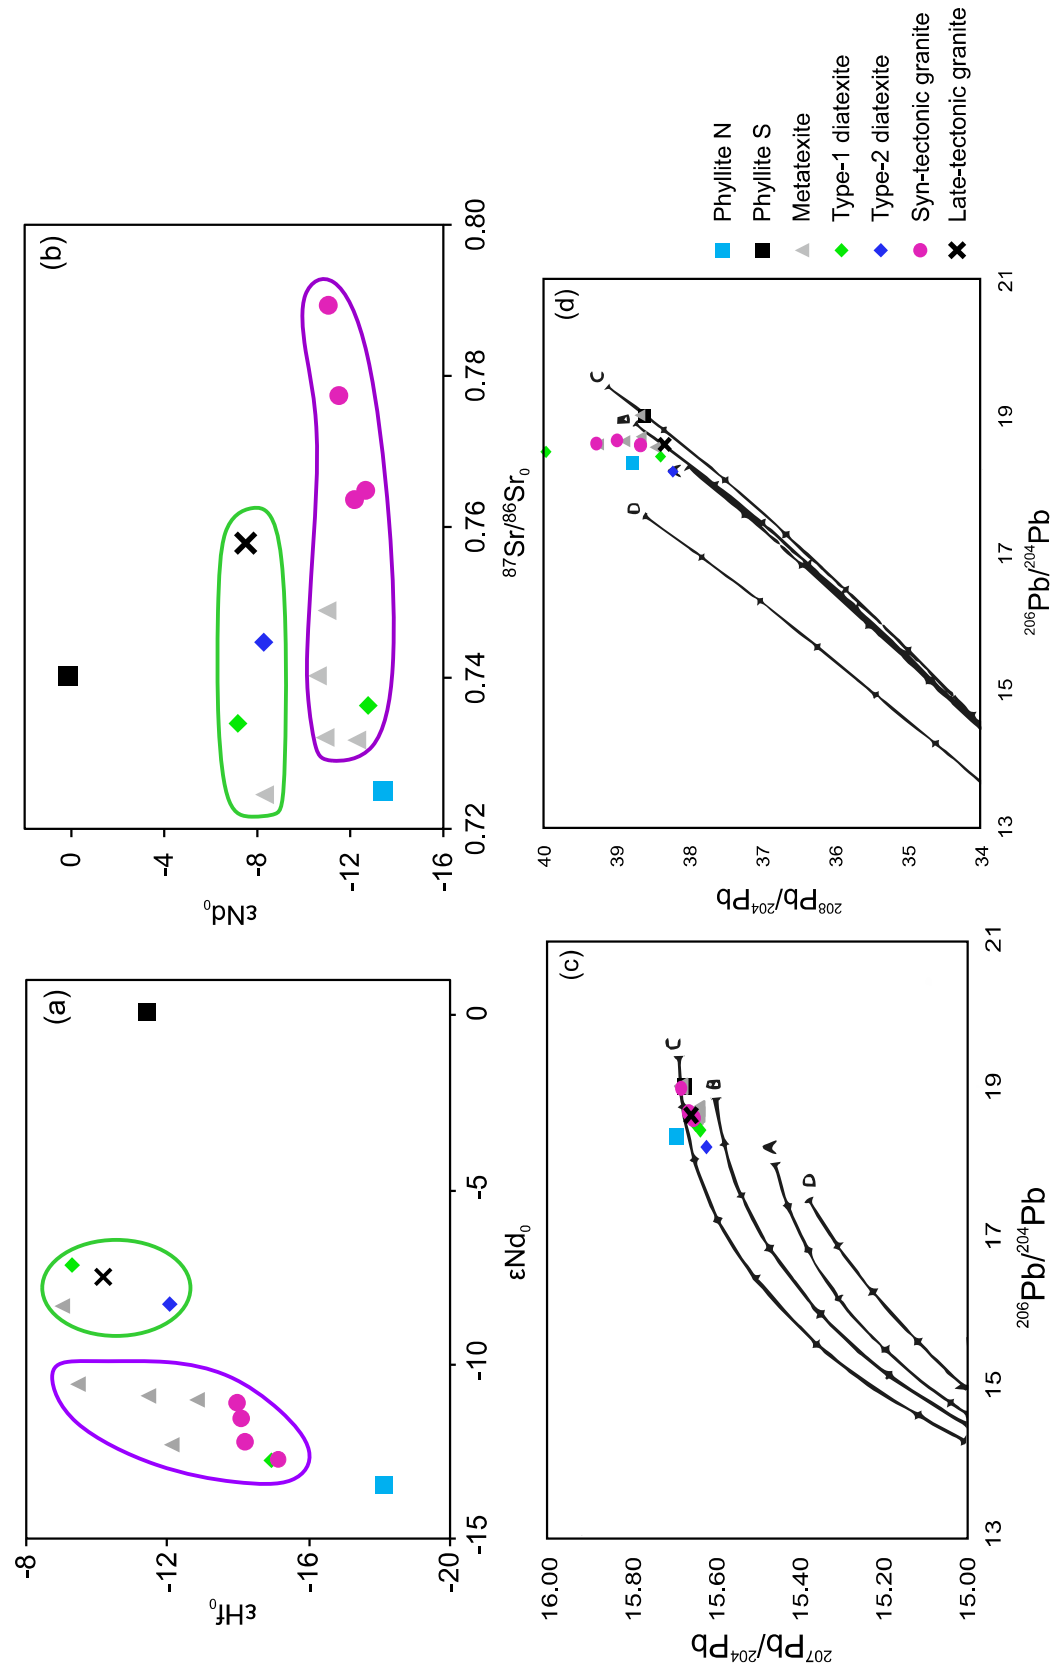 (a)
εHf₀
-8
-12
-16
-20
-15
-10
-5
0
εNd₀
(b)
εNd₀
0
-4
-8
-12
-16
0.72
0.74
0.76
0.78
0.80
⁸⁷Sr/⁸⁶Sr₀
(c)
²⁰⁷Pb/²⁰⁴Pb
16.00
15.80
15.60
15.40
15.20
15.00
13
15
17
19
21
²⁰⁶Pb/²⁰⁴Pb
C
B
A
D
(d)
²⁰⁸Pb/²⁰⁴Pb
40
39
38
37
36
35
34
13
15
17
19
21
²⁰⁶Pb/²⁰⁴Pb
C
B
A
D
Phyllite N
Phyllite S
Metatexite
Type-1 diatexite
Type-2 diatexite
Syn-tectonic granite
Late-tectonic granite